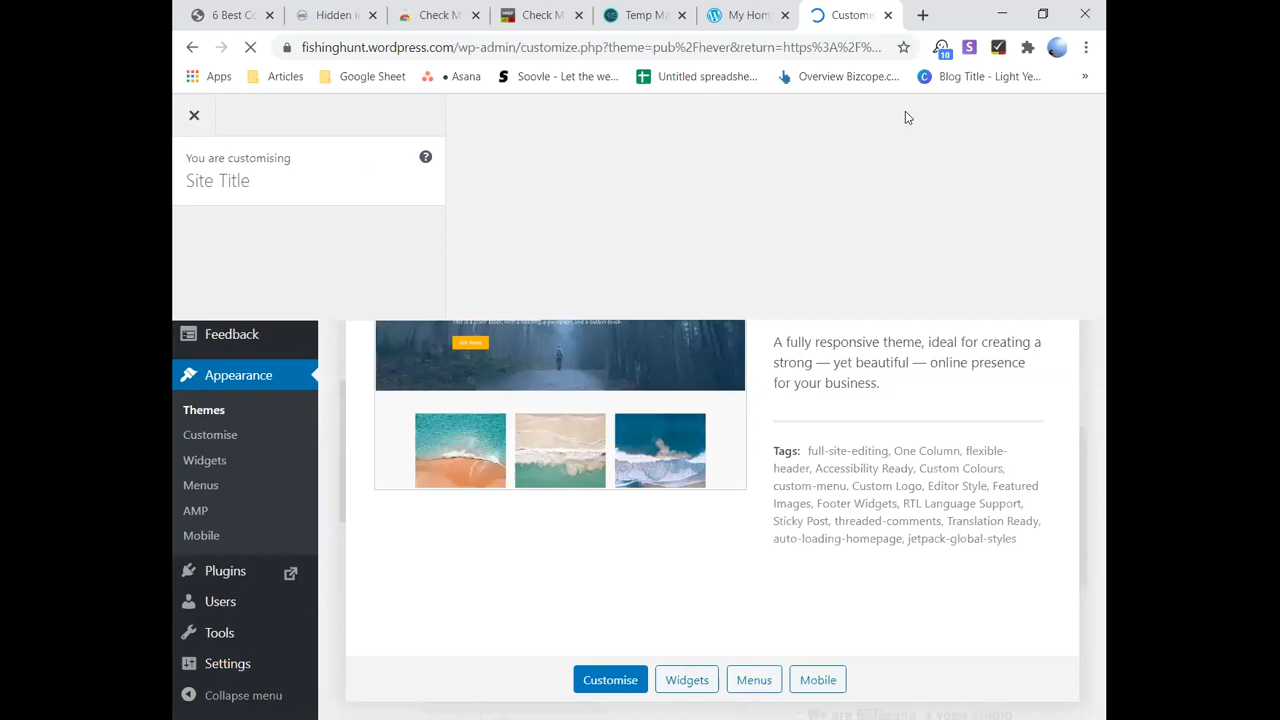 6 Best Co
Hidden i
Check M
Check M
Temp Ma
My Hom
Customis
fishinghunt.wordpress.com/wp-admin/customize.php?theme=pub%2Fhever&return=https%3A%2F%...
10
S
Apps
Articles
Google Sheet
• Asana
S Soovle - Let the we...
Untitled spreadshe...
Overview Bizcope.c...
C Blog Title - Light Ye...
»
You are customising
Site Title
Feedback
Appearance
Themes
Customise
Widgets
Menus
AMP
Mobile
Plugins
Users
Tools
Settings
Collapse menu
A fully responsive theme, ideal for creating a
strong — yet beautiful — online presence
for your business.
Tags: full-site-editing, One Column, flexible-
header, Accessibility Ready, Custom Colours,
custom-menu, Custom Logo, Editor Style, Featured
Images, Footer Widgets, RTL Language Support,
Sticky Post, threaded-comments, Translation Ready,
auto-loading-homepage, jetpack-global-styles
Customise
Widgets
Menus
Mobile